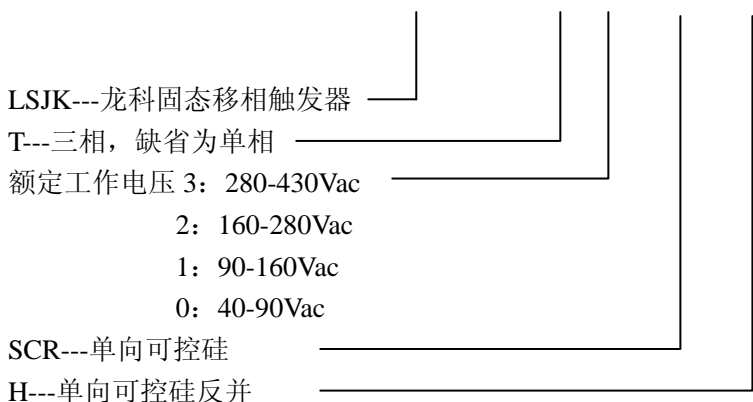 LSJK---龙科固态移相触发器
T---三相，缺省为单相
额定工作电压 3：280-430Vac
2：160-280Vac
1：90-160Vac
0：40-90Vac
SCR---单向可控硅
H---单向可控硅反并